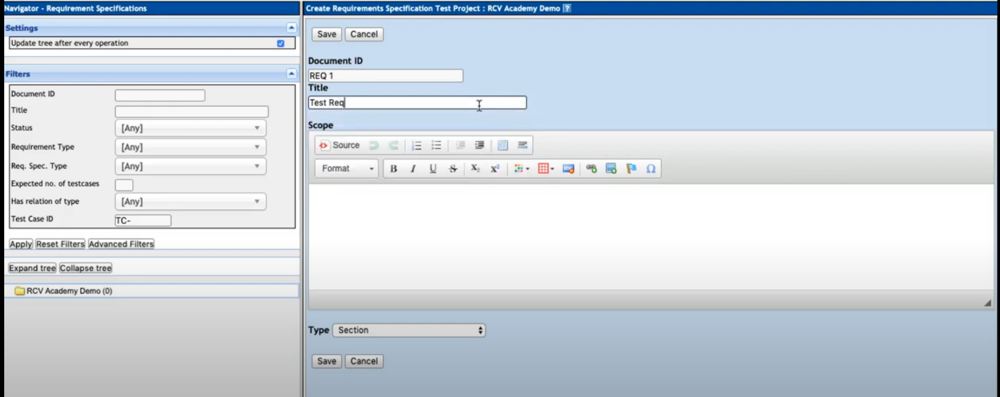 Navigator - Requirement Specifications
Settings
Update tree after every operation
Filters
Document ID
Title
Status [Any]
Requirement Type [Any]
Req. Spec. Type [Any]
Expected no. of testcases
Has relation of type [Any]
Test Case ID TC-
Apply Reset Filters Advanced Filters
Expand tree Collapse tree
RCV Academy Demo (0)
Create Requirements Specification Test Project : RCV Academy Demo ?
Save Cancel
Document ID
REQ 1
Title
Test Req
Scope
Source
Format B I U S X₂ X² Ω
Type Section
Save Cancel